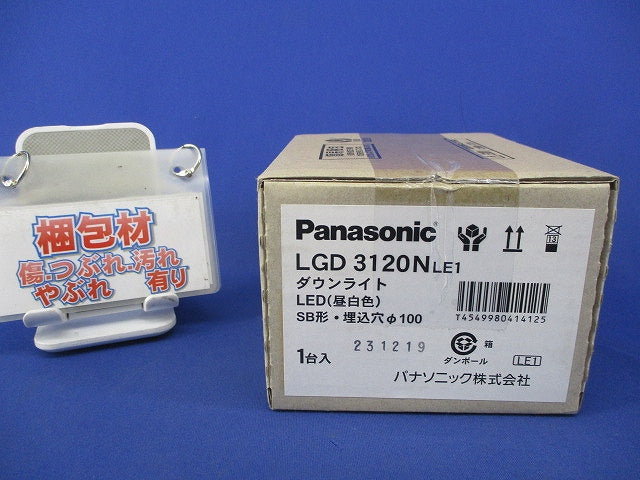 梱包材
傷・つぶれ・汚れ
やぶれ 有り
Panasonic
LGD 3120N LE1
ダウンライト
LED(昼白色)
SB形・埋込穴φ100
T4549980414125
1台入
231219
箱
ダンボール
LE1
パナソニック株式会社